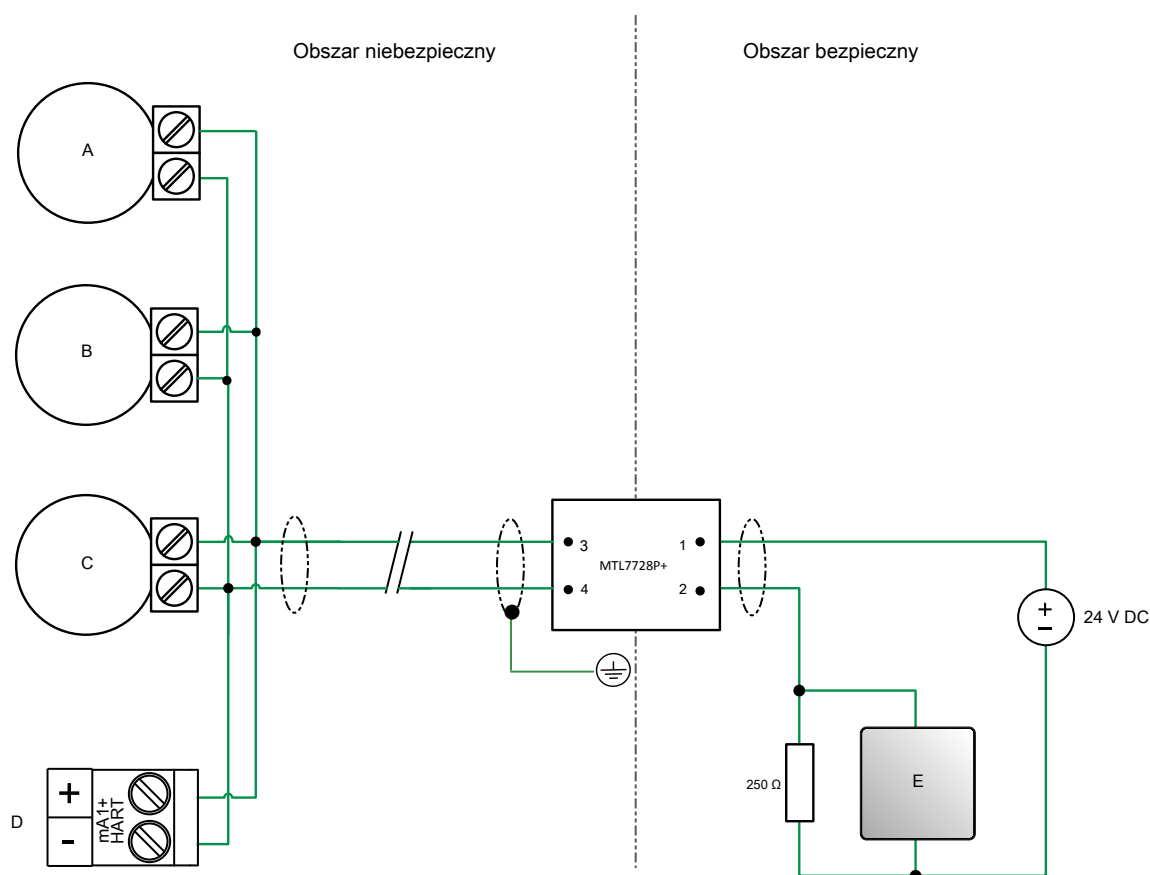 Obszar niebezpieczny
Obszar bezpieczny
A
B
C
3
1
MTL7728P+
4
2
+
–
24 V DC
250 Ω
E
D
+
-
mA1+
HART